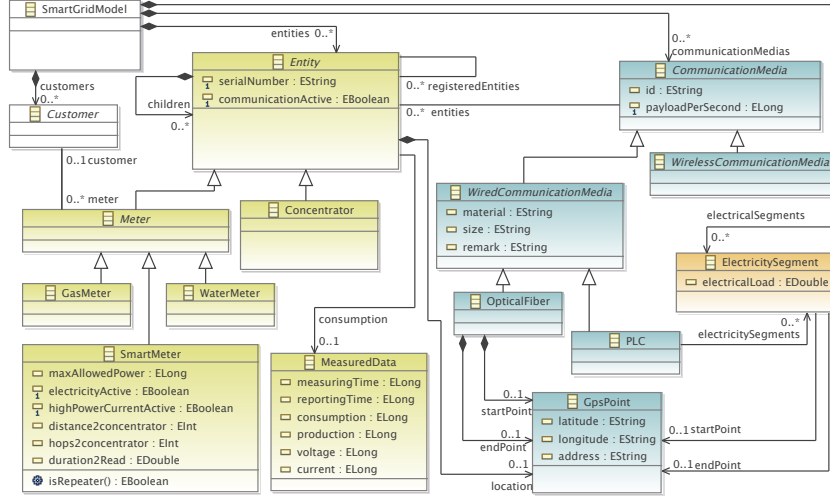 SmartGridModel
entities 0..*
0..*
communicationMedias
customers
0..*
Customer
0..1 customer
0..* meter
Entity
serialNumber : EString
communicationActive : EBoolean
children
0..*
0..* registeredEntities
0..* entities
CommunicationMedia
id : EString
payloadPerSecond : ELong
WirelessCommunicationMedia
WiredCommunicationMedia
material : EString
size : EString
remark : EString
Meter
Concentrator
GasMeter
WaterMeter
consumption
0..1
electricalSegments
0..*
ElectricitySegment
electricalLoad : EDouble
OpticalFiber
PLC
0..*
electricitySegments
SmartMeter
maxAllowedPower : ELong
electricityActive : EBoolean
highPowerCurrentActive : EBoolean
distance2concentrator : EInt
hops2concentrator : EInt
duration2Read : EDouble
isRepeater() : EBoolean
MeasuredData
measuringTime : ELong
reportingTime : ELong
consumption : ELong
production : ELong
voltage : ELong
current : ELong
0..1
startPoint
0..1
endPoint
0..1
location
GpsPoint
latitude : EString
longitude : EString
address : EString
0..1 startPoint
0..1 endPoint